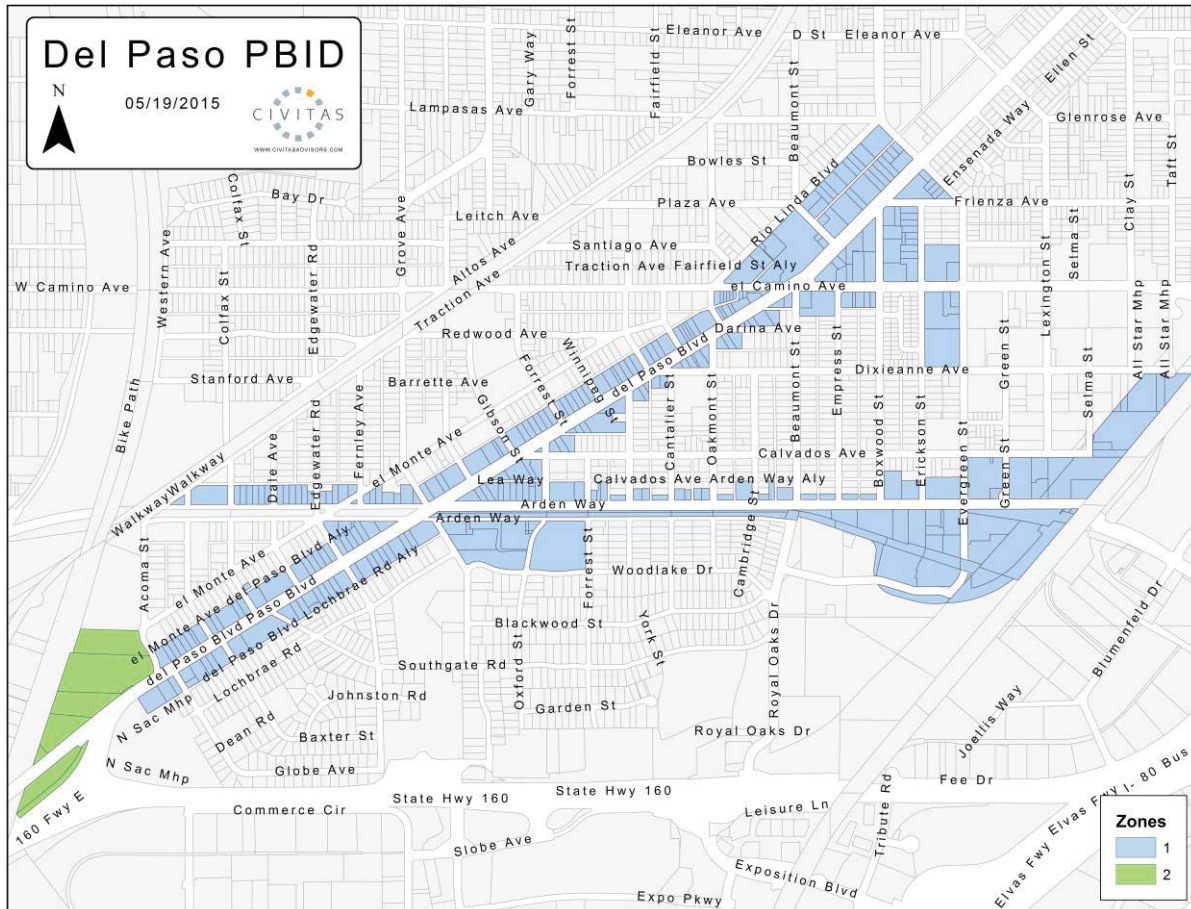 Del Paso PBID
05/19/2015
N
CIVITAS
WWW.CIVITASADVISORS.COM
Eleanor Ave
D St
Eleanor Ave
Gary Way
Forrest St
Fairfield St
Beaumont St
Ellen St
Lampasas Ave
Glenrose Ave
Ensenada Way
Bowles St
Taft St
Colfax St
Bay Dr
Plaza Ave
Rio Linda Blvd
Frienza Ave
Clay St
Leitch Ave
Grove Ave
Santiago Ave
Selma St
Western Ave
Edgewater Rd
Altos Ave
Traction Ave Fairfield St Aly
Lexington St
W Camino Ave
Colfax St
Traction Ave
el Camino Ave
All Star Mhp
All Star Mhp
Redwood Ave
Darina Ave
Winnipeg St
del Paso Blvd
Stanford Ave
Barrette Ave
Forrest St
Beaumont St
Empress St
Dixieanne Ave
Green St
Selma St
Bike Path
Fernley Ave
Gibson St
Cantalier St
Oakmont St
Boxwood St
Erickson St
Dale Ave
Edgewater Rd
el Monte Ave
Calvados Ave
Evergreen St
Green St
Walkway
Walkway
Lea Way
Calvados Ave Arden Way Aly
Arden Way
Arden Way
Acoma St
el Monte Ave
del Paso Blvd Aly
Forrest St
Woodlake Dr
Cambridge St
el Monte Ave del Paso Blvd
Paso Blvd
del Paso Blvd Lochbrae Rd Aly
Blackwood St
York St
Royal Oaks Dr
Blumenfeld Dr
del Paso Blvd
Lochbrae Rd
Southgate Rd
Oxford St
N Sac Mhp
Johnston Rd
Garden St
Dean Rd
Baxter St
Royal Oaks Dr
Joellis Way
N Sac Mhp
Globe Ave
Fee Dr
160 Fwy E
Commerce Cir
State Hwy 160
State Hwy 160
Leisure Ln
Tribute Rd
Elvas Fwy I- 80 Bus
Elvas Fwy
Slobe Ave
Exposition Blvd
Expo Pkwy
Zones
1
2